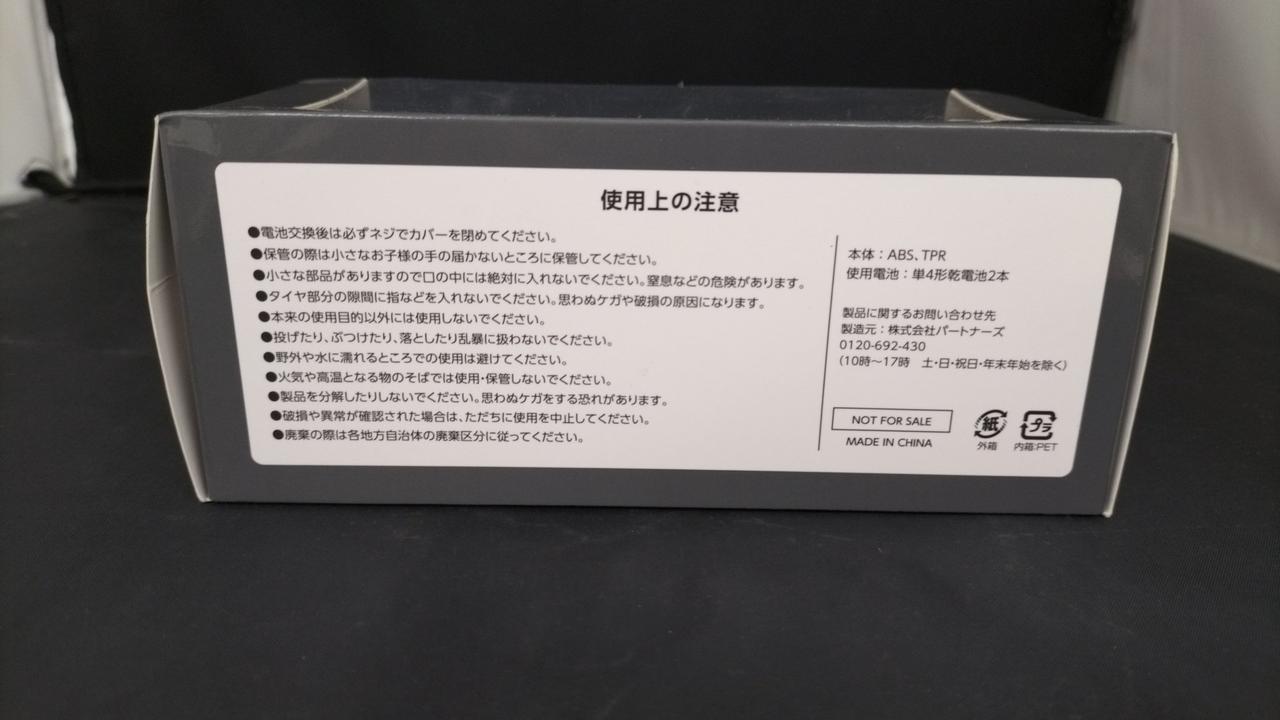 使用上の注意
●電池交換後は必ずネジでカバーを閉めてください。
●保管の際は小さなお子様の手の届かないところに保管してください。
●小さな部品がありますので口の中には絶対に入れないでください。窒息などの危険があります。
●タイヤ部分の隙間に指などを入れないでください。思わぬケガや破損の原因になります。
●本来の使用目的以外には使用しないでください。
●投げたり、ぶつけたり、落としたり乱暴に扱わないでください。
●野外や水に濡れるところでの使用は避けてください。
●火気や高温となる物のそばでは使用・保管しないでください。
●製品を分解したりしないでください。思わぬケガをする恐れがあります。
●破損や異常が確認された場合は、ただちに使用を中止してください。
●廃棄の際は各地方自治体の廃棄区分に従ってください。
本体：ABS、TPR
使用電池：単4形乾電池2本
製品に関するお問い合わせ先
製造元：株式会社パートナーズ
0120-692-430
（10時～17時　土・日・祝日・年末年始を除く）
NOT FOR SALE
MADE IN CHINA
紙
外箱
プラ
内箱:PET